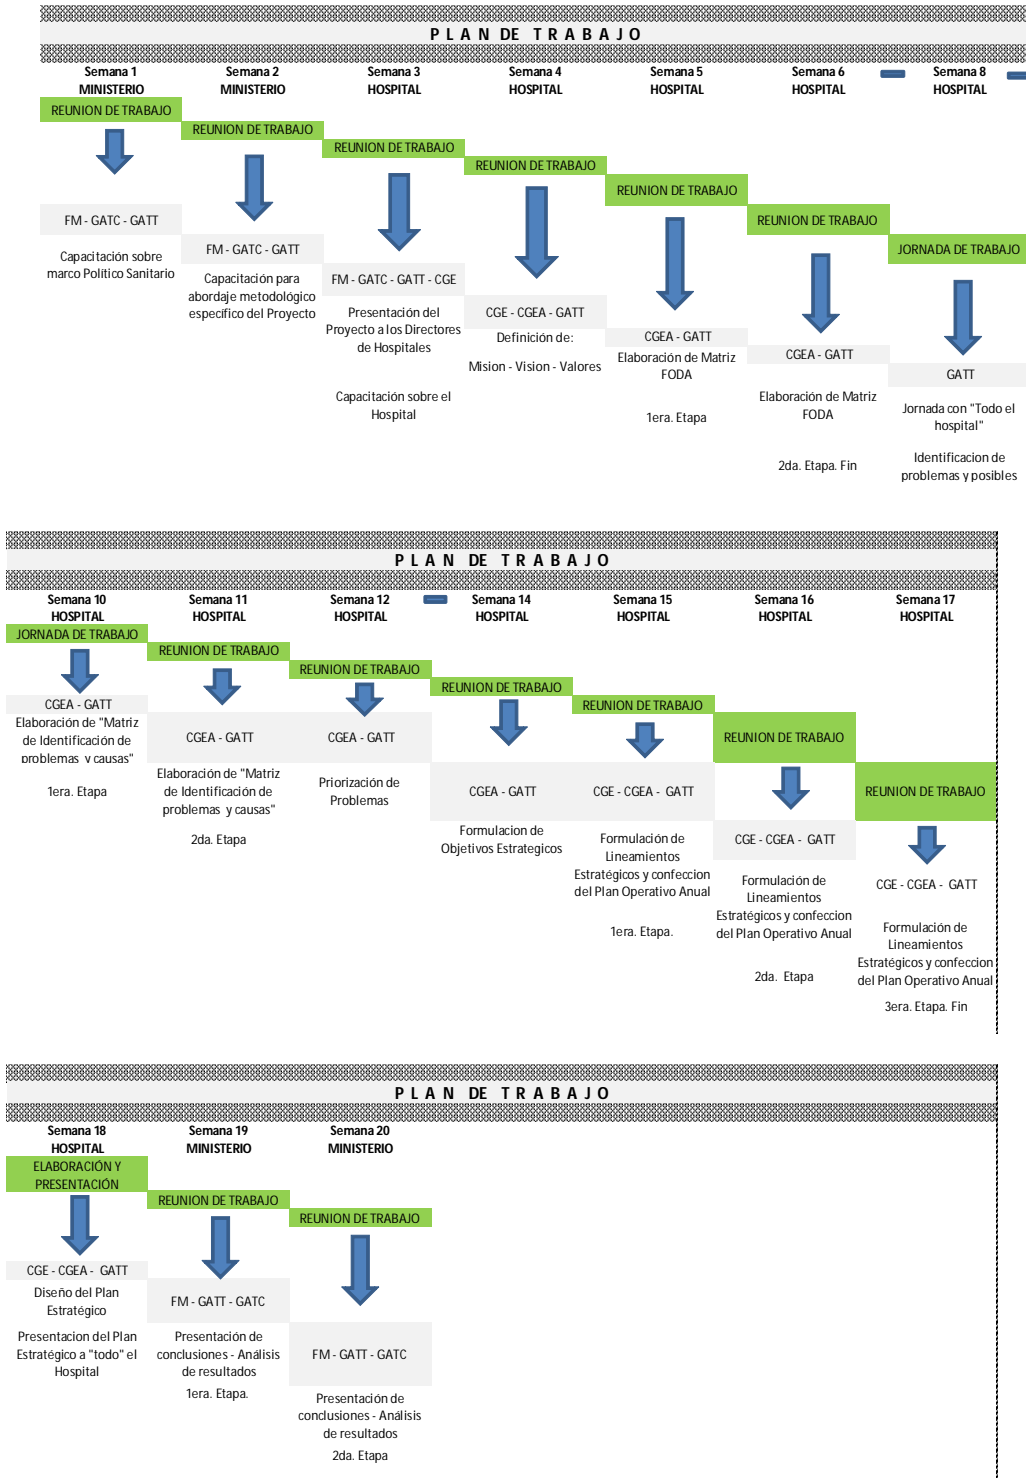 PLAN DE TRABAJO
Semana 1
MINISTERIO
REUNION DE TRABAJO
FM - GATC - GATT
Capacitación sobre
marco Político Sanitario
Semana 2
MINISTERIO
REUNION DE TRABAJO
FM - GATC - GATT
Capacitación para
abordaje metodológico
específico del Proyecto
Semana 3
HOSPITAL
REUNION DE TRABAJO
FM - GATC - GATT - CGE
Presentación del
Proyecto a los Directores
de Hospitales
Capacitación sobre el
Hospital
Semana 4
HOSPITAL
REUNION DE TRABAJO
CGE - CGEA - GATT
Definición de:
Mision - Vision - Valores
Semana 5
HOSPITAL
REUNION DE TRABAJO
CGEA - GATT
Elaboración de Matriz
FODA
1era. Etapa
Semana 6
HOSPITAL
REUNION DE TRABAJO
CGEA - GATT
Elaboración de Matriz
FODA
2da. Etapa. Fin
Semana 8
HOSPITAL
JORNADA DE TRABAJO
GATT
Jornada con "Todo el
hospital"
Identificacion de
problemas y posibles
PLAN DE TRABAJO
Semana 10
HOSPITAL
JORNADA DE TRABAJO
CGEA - GATT
Elaboración de "Matriz
de Identificación de
problemas y causas"
1era. Etapa
Semana 11
HOSPITAL
REUNION DE TRABAJO
CGEA - GATT
Elaboración de "Matriz
de Identificación de
problemas y causas"
2da. Etapa
Semana 12
HOSPITAL
REUNION DE TRABAJO
CGEA - GATT
Priorización de
Problemas
Semana 14
HOSPITAL
REUNION DE TRABAJO
CGEA - GATT
Formulacion de
Objetivos Estrategicos
Semana 15
HOSPITAL
REUNION DE TRABAJO
CGE - CGEA - GATT
Formulación de
Lineamientos
Estratégicos y confeccion
del Plan Operativo Anual
1era. Etapa.
Semana 16
HOSPITAL
REUNION DE TRABAJO
CGE - CGEA - GATT
Formulación de
Lineamientos
Estratégicos y confeccion
del Plan Operativo Anual
2da. Etapa
Semana 17
HOSPITAL
REUNION DE TRABAJO
CGE - CGEA - GATT
Formulación de
Lineamientos
Estratégicos y confeccion
del Plan Operativo Anual
3era. Etapa. Fin
PLAN DE TRABAJO
Semana 18
HOSPITAL
ELABORACIÓN Y
PRESENTACIÓN
CGE - CGEA - GATT
Diseño del Plan
Estratégico
Presentacion del Plan
Estratégico a "todo" el
Hospital
Semana 19
MINISTERIO
REUNION DE TRABAJO
FM - GATT - GATC
Presentación de
conclusiones - Análisis
de resultados
1era. Etapa.
Semana 20
MINISTERIO
REUNION DE TRABAJO
FM - GATT - GATC
Presentación de
conclusiones - Análisis
de resultados
2da. Etapa